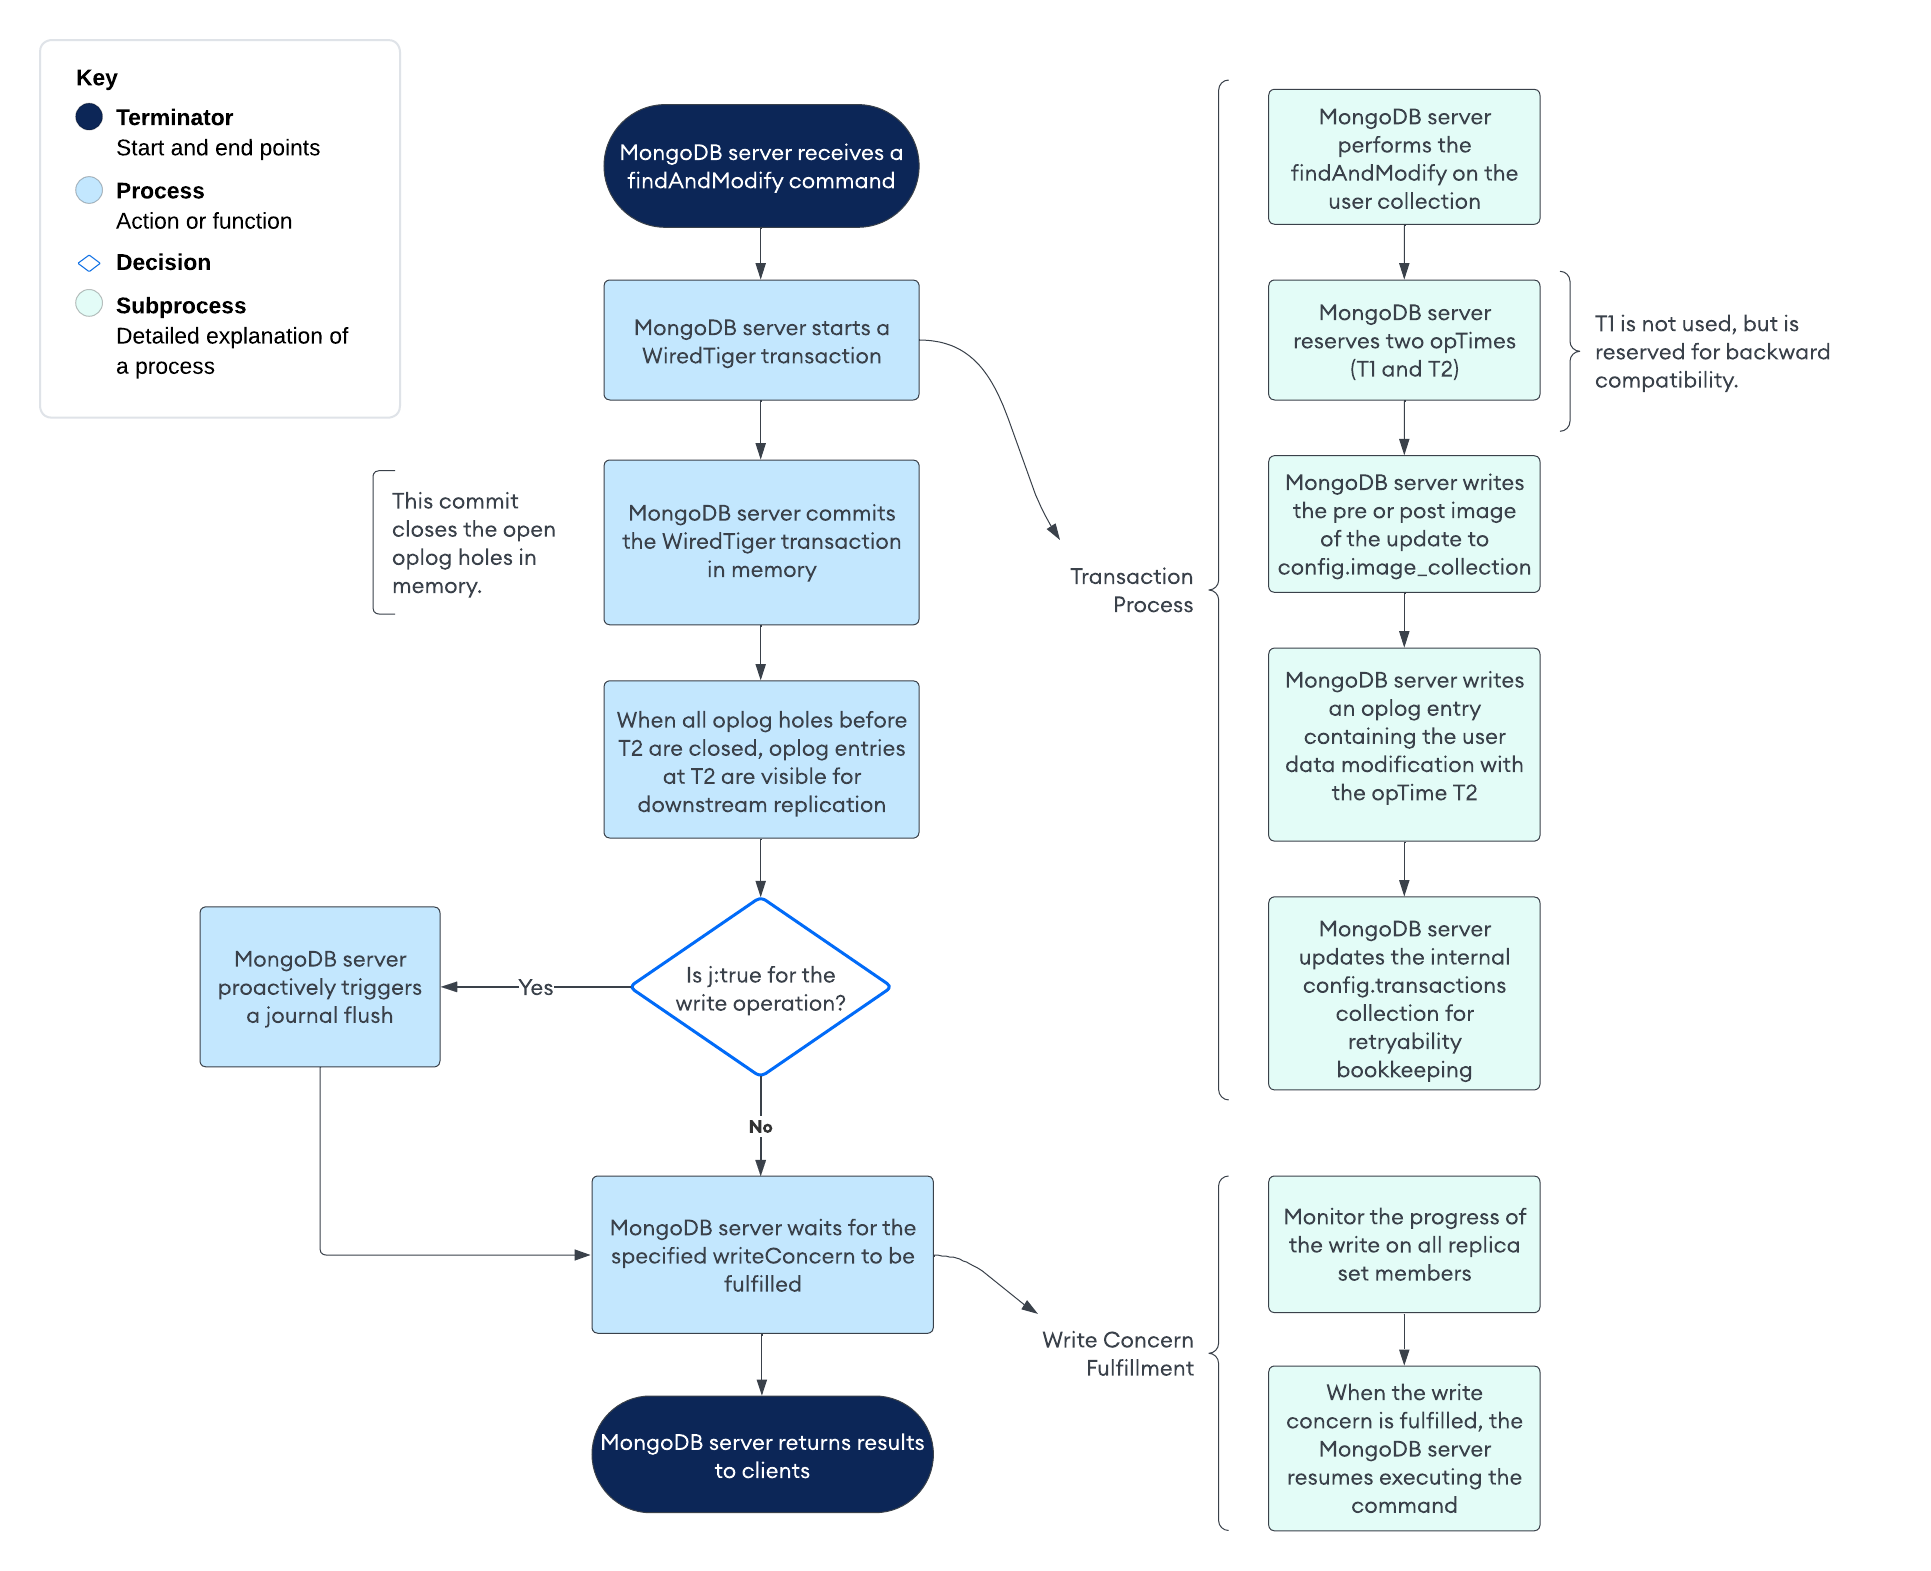 Key
Terminator
Start and end points
Process
Action or function
Decision
Subprocess
Detailed explanation of
a process
MongoDB server receives a
findAndModify command
MongoDB server starts a
WiredTiger transaction
This commit
closes the open
oplog holes in
memory.
MongoDB server commits
the WiredTiger transaction
in memory
When all oplog holes before
T2 are closed, oplog entries
at T2 are visible for
downstream replication
Is j:true for the
write operation?
Yes
MongoDB server
proactively triggers
a journal flush
No
MongoDB server waits for the
specified writeConcern to be
fulfilled
MongoDB server returns results
to clients
Transaction
Process
MongoDB server
performs the
findAndModify on the
user collection
MongoDB server
reserves two opTimes
(T1 and T2)
T1 is not used, but is
reserved for backward
compatibility.
MongoDB server writes
the pre or post image
of the update to
config.image_collection
MongoDB server writes
an oplog entry
containing the user
data modification with
the opTime T2
MongoDB server
updates the internal
config.transactions
collection for
retryability
bookkeeping
Write Concern
Fulfillment
Monitor the progress of
the write on all replica
set members
When the write
concern is fulfilled, the
MongoDB server
resumes executing the
command